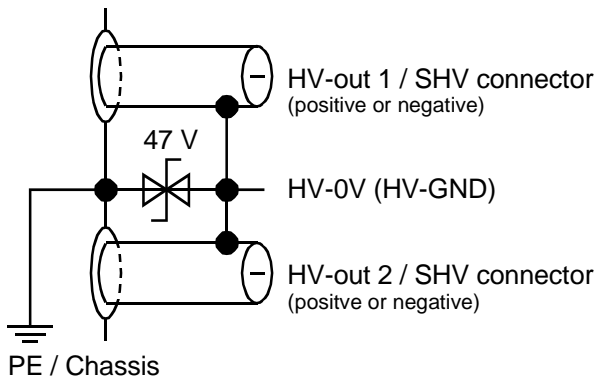 HV-out 1 / SHV connector
(positive or negative)
47 V
HV-0V (HV-GND)
HV-out 2 / SHV connector
(positve or negative)
PE / Chassis